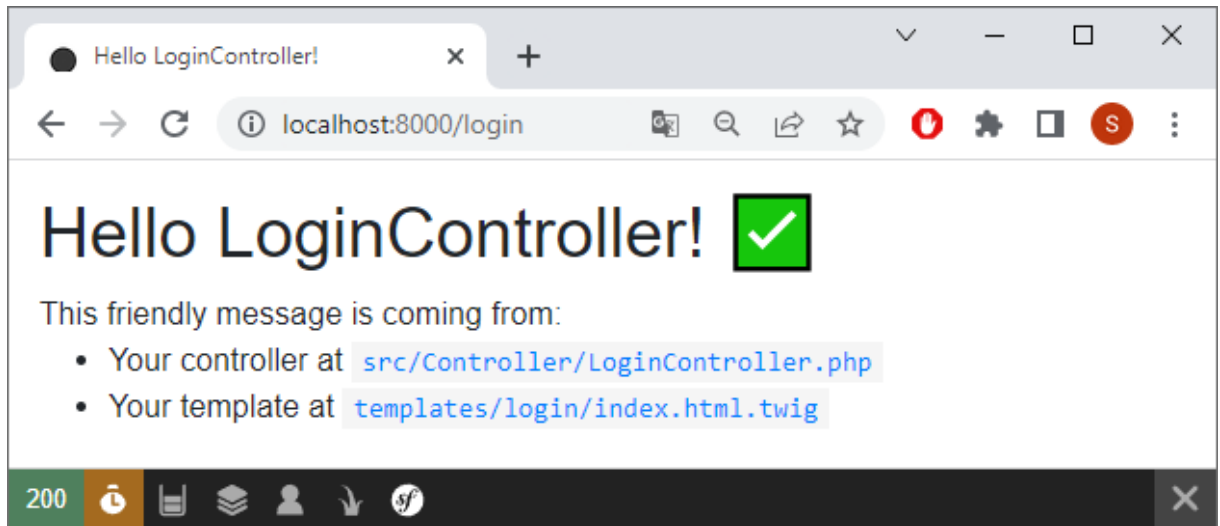 Hello LoginController!
localhost:8000/login
S
Hello LoginController!
This friendly message is coming from:
• Your controller at src/Controller/LoginController.php
• Your template at templates/login/index.html.twig
200
sf